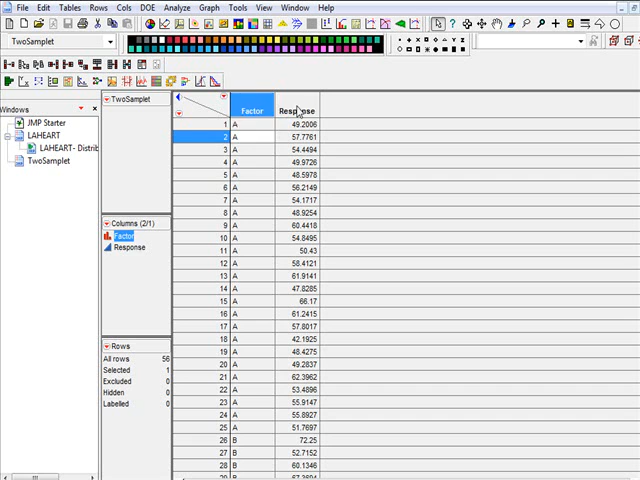 File Edit Tables Rows Cols DOE Analyze Graph Tools View Window Help
TwoSamplet
Windows
JMP Starter
LAHEART
LAHEART- Distrib
TwoSamplet
TwoSamplet
Columns (2/1)
Factor
Response
Rows
All rows 56
Selected 1
Excluded 0
Hidden 0
Labelled 0
Factor Response
1 A 49.2006
2 A 57.7761
3 A 54.4494
4 A 49.9726
5 A 48.5978
6 A 56.2149
7 A 54.1717
8 A 48.9254
9 A 60.4418
10 A 54.8495
11 A 50.43
12 A 58.4121
13 A 61.9141
14 A 47.8285
15 A 66.17
16 A 61.2415
17 A 57.8017
18 A 42.1925
19 A 48.4275
20 A 49.2837
21 A 62.3962
22 A 53.4896
23 A 55.9147
24 A 55.8927
25 A 51.7697
26 B 72.25
27 B 52.7152
28 B 60.1346